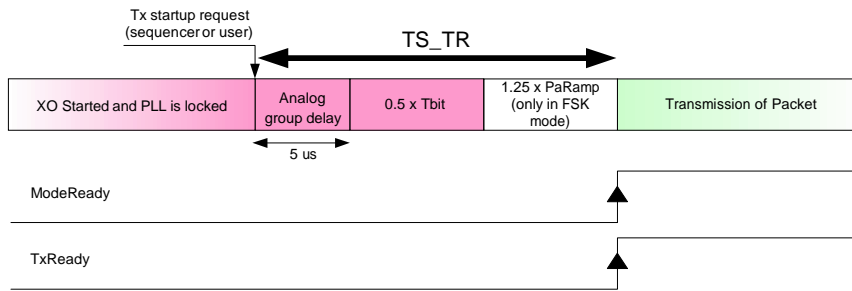 Tx startup request
(sequencer or user)
TS_TR
XO Started and PLL is locked
Analog
group delay
0.5 x Tbit
1.25 x PaRamp
(only in FSK
mode)
Transmission of Packet
5 us
ModeReady
TxReady